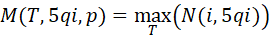 M(T, 5qi, p) = max_T (N(i, 5qi))